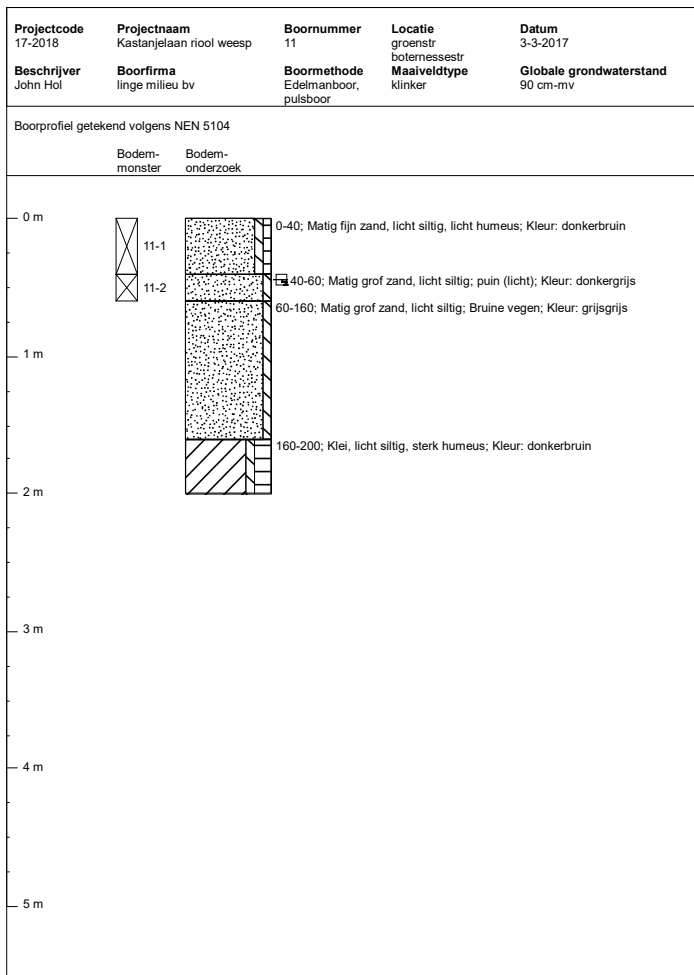 Projectcode Projectnaam Boornummer Locatie Datum
17-2018 Kastanjelaan riool weesp 11 groenstr 3-3-2017
boternessestr
Beschrijver Boorfirma Boormethode Maaiveldtype Globale grondwaterstand
John Hol linge milieu bv Edelmanboor, klinker 90 cm-mv
pulsboor
Boorprofiel getekend volgens NEN 5104
Bodem- Bodem-
monster onderzoek
0 m
0-40; Matig fijn zand, licht siltig, licht humeus; Kleur: donkerbruin
11-1
40-60; Matig grof zand, licht siltig; puin (licht); Kleur: donkergrijs
11-2
60-160; Matig grof zand, licht siltig; Bruine vegen; Kleur: grijsgrijs
1 m
160-200; Klei, licht siltig, sterk humeus; Kleur: donkerbruin
2 m
3 m
4 m
5 m